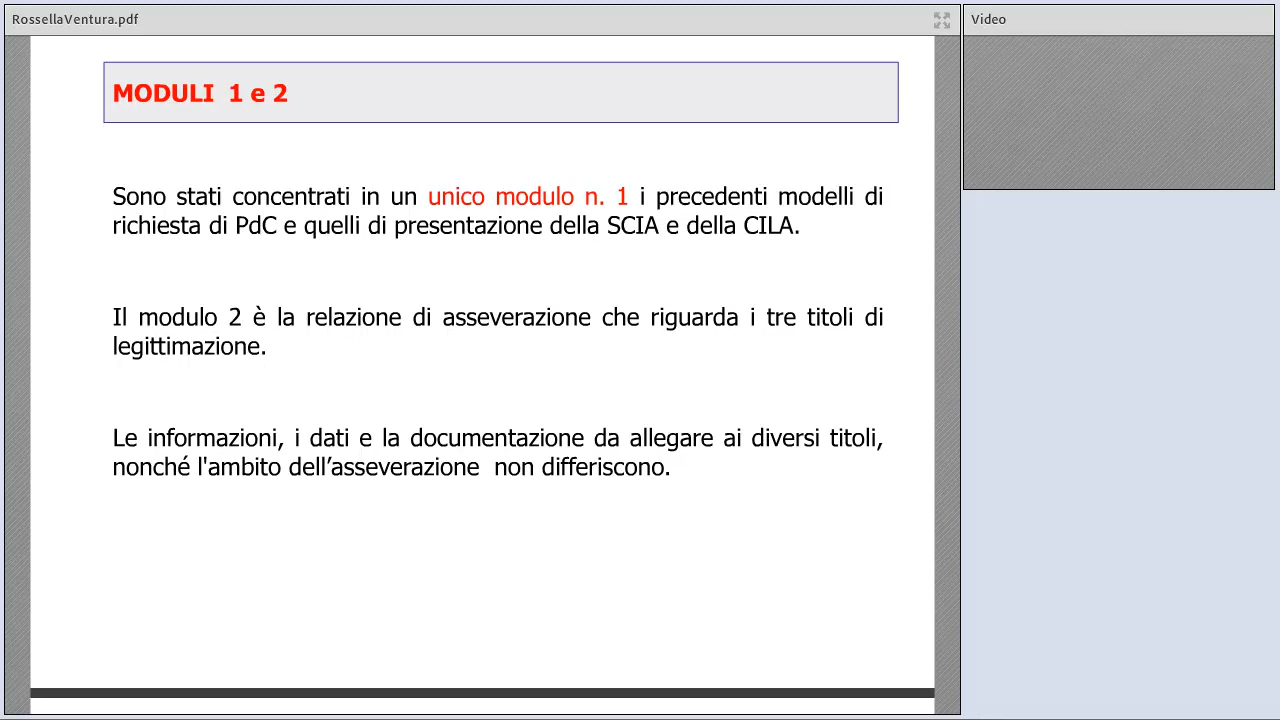 RossellaVentura.pdf
Video
MODULI 1 e 2
Sono stati concentrati in un unico modulo n. 1 i precedenti modelli di
richiesta di PdC e quelli di presentazione della SCIA e della CILA.
Il modulo 2 è la relazione di asseverazione che riguarda i tre titoli di
legittimazione.
Le informazioni, i dati e la documentazione da allegare ai diversi titoli,
nonché l'ambito dell’asseverazione non differiscono.